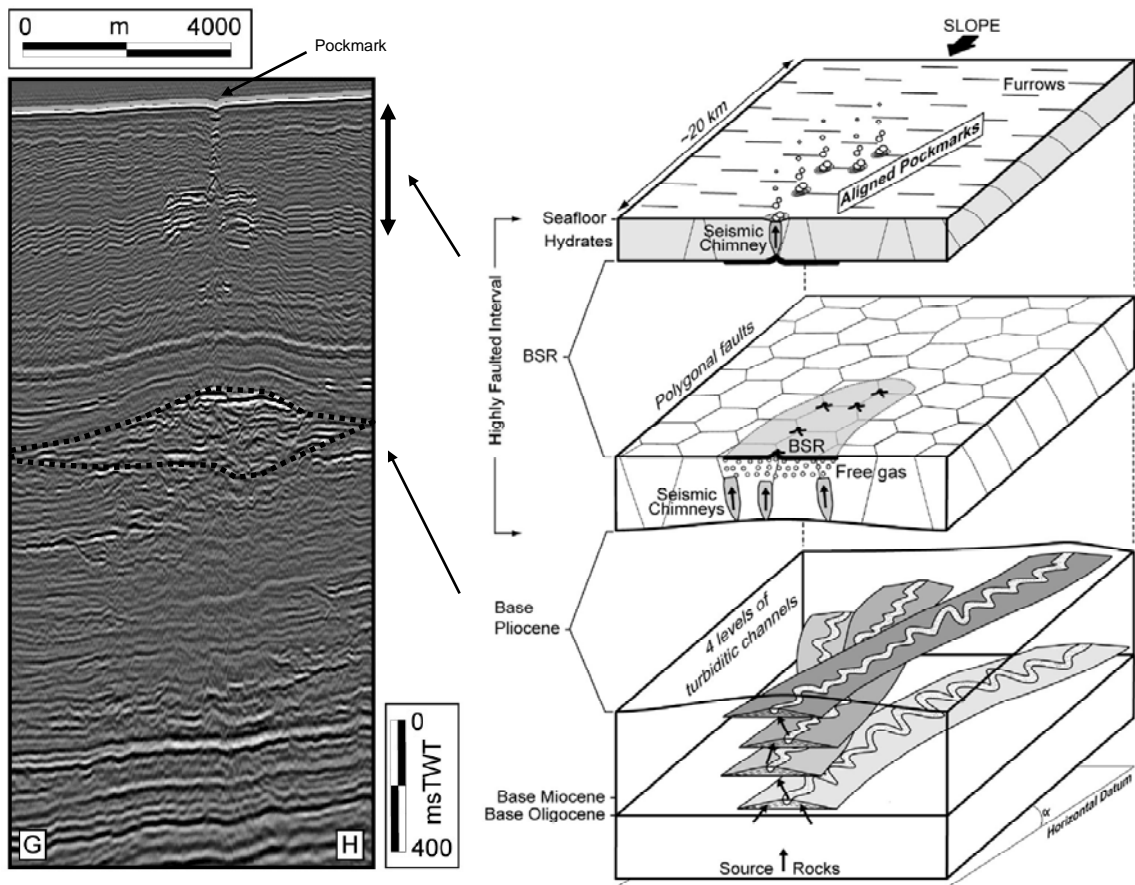 0 m 4000
Pockmark
G
H
0
msTWT
400
SLOPE
Furrows
~20 km
Aligned Pockmarks
Seafloor
Hydrates
Seismic
Chimney
Highly Faulted Interval
BSR
Polygonal faults
BSR
Free gas
Seismic
Chimneys
Base
Pliocene
4 levels of
turbiditic channels
Base Miocene
Base Oligocene
α
Horizontal Datum
Source Rocks